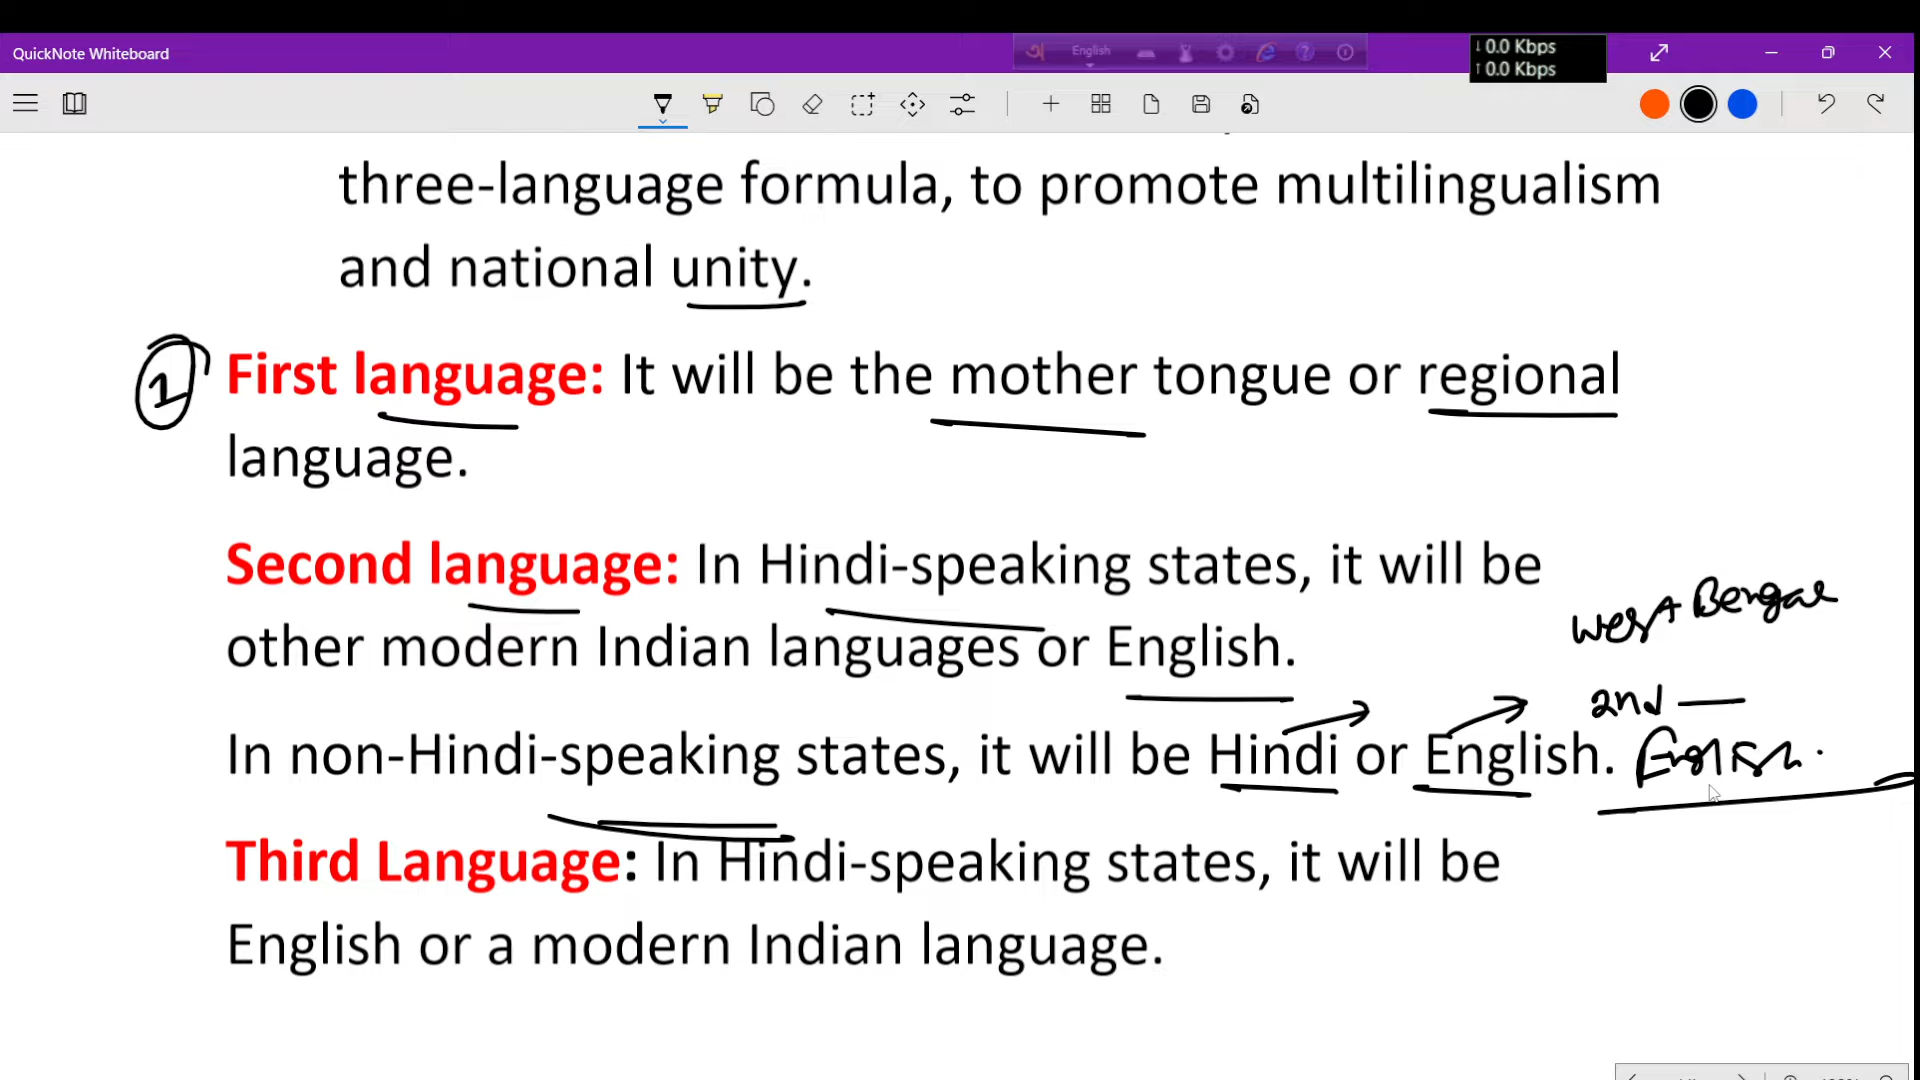 QuickNote Whiteboard
English
↓ 0.0 Kbps
↑ 0.0 Kbps
three-language formula, to promote multilingualism
and national unity.
1
First language: It will be the mother tongue or regional
language.
Second language: In Hindi-speaking states, it will be
other modern Indian languages or English.
West Bengal
2nd —
In non-Hindi-speaking states, it will be Hindi or English.
English.
Third Language: In Hindi-speaking states, it will be
English or a modern Indian language.